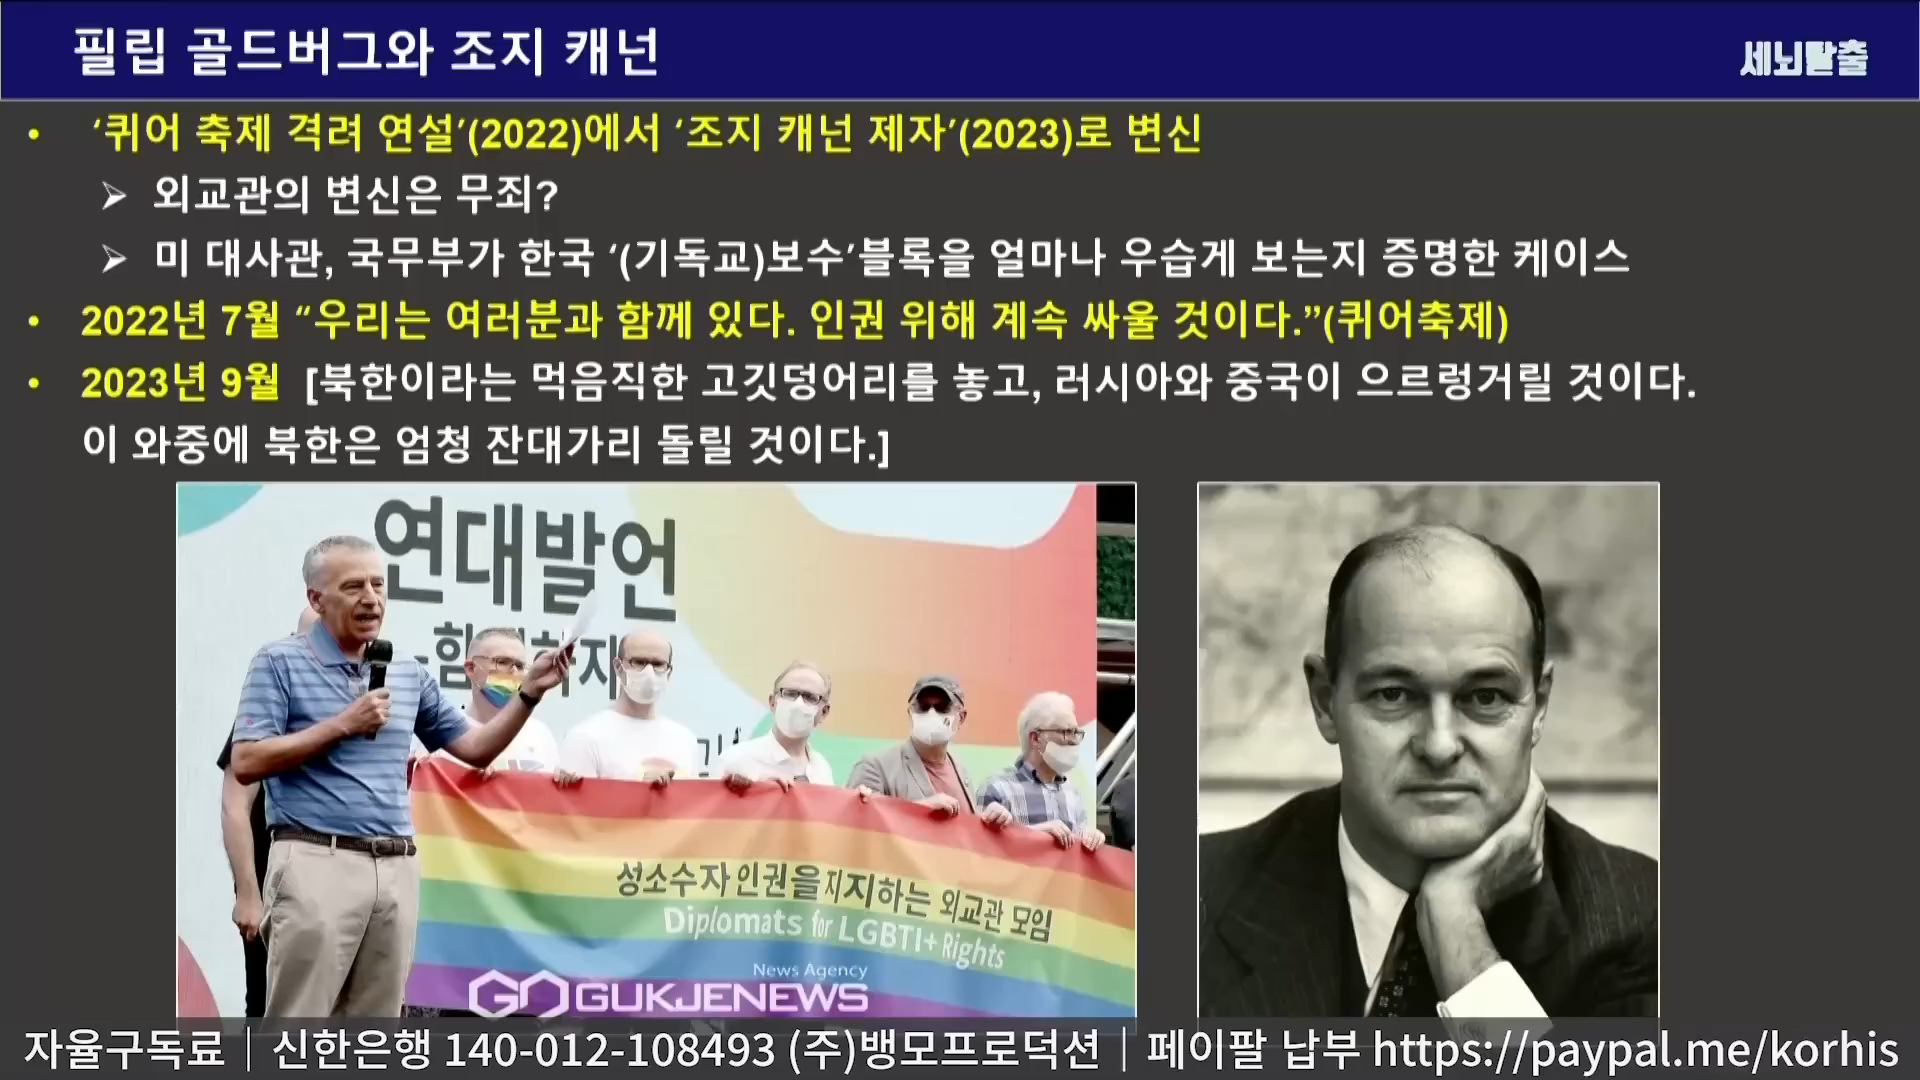 필립 골드버그와 조지 캐넌
세뇌탈출
• ‘퀴어 축제 격려 연설’(2022)에서 ‘조지 캐넌 제자’(2023)로 변신
➢ 외교관의 변신은 무죄?
➢ 미 대사관, 국무부가 한국 ‘(기독교)보수’블록을 얼마나 우습게 보는지 증명한 케이스
• 2022년 7월 “우리는 여러분과 함께 있다. 인권 위해 계속 싸울 것이다.”(퀴어축제)
• 2023년 9월 [북한이라는 먹음직한 고깃덩어리를 놓고, 러시아와 중국이 으르렁거릴 것이다.
이 와중에 북한은 엄청 잔대가리 돌릴 것이다.]
연대발언
성소수자 인권을 지지하는 외교관 모임
Diplomats for LGBTI+ Rights
News Agency
GUKJENEWS
자율구독료│신한은행 140-012-108493 (주)뱅모프로덕션│페이팔 납부 https://paypal.me/korhis